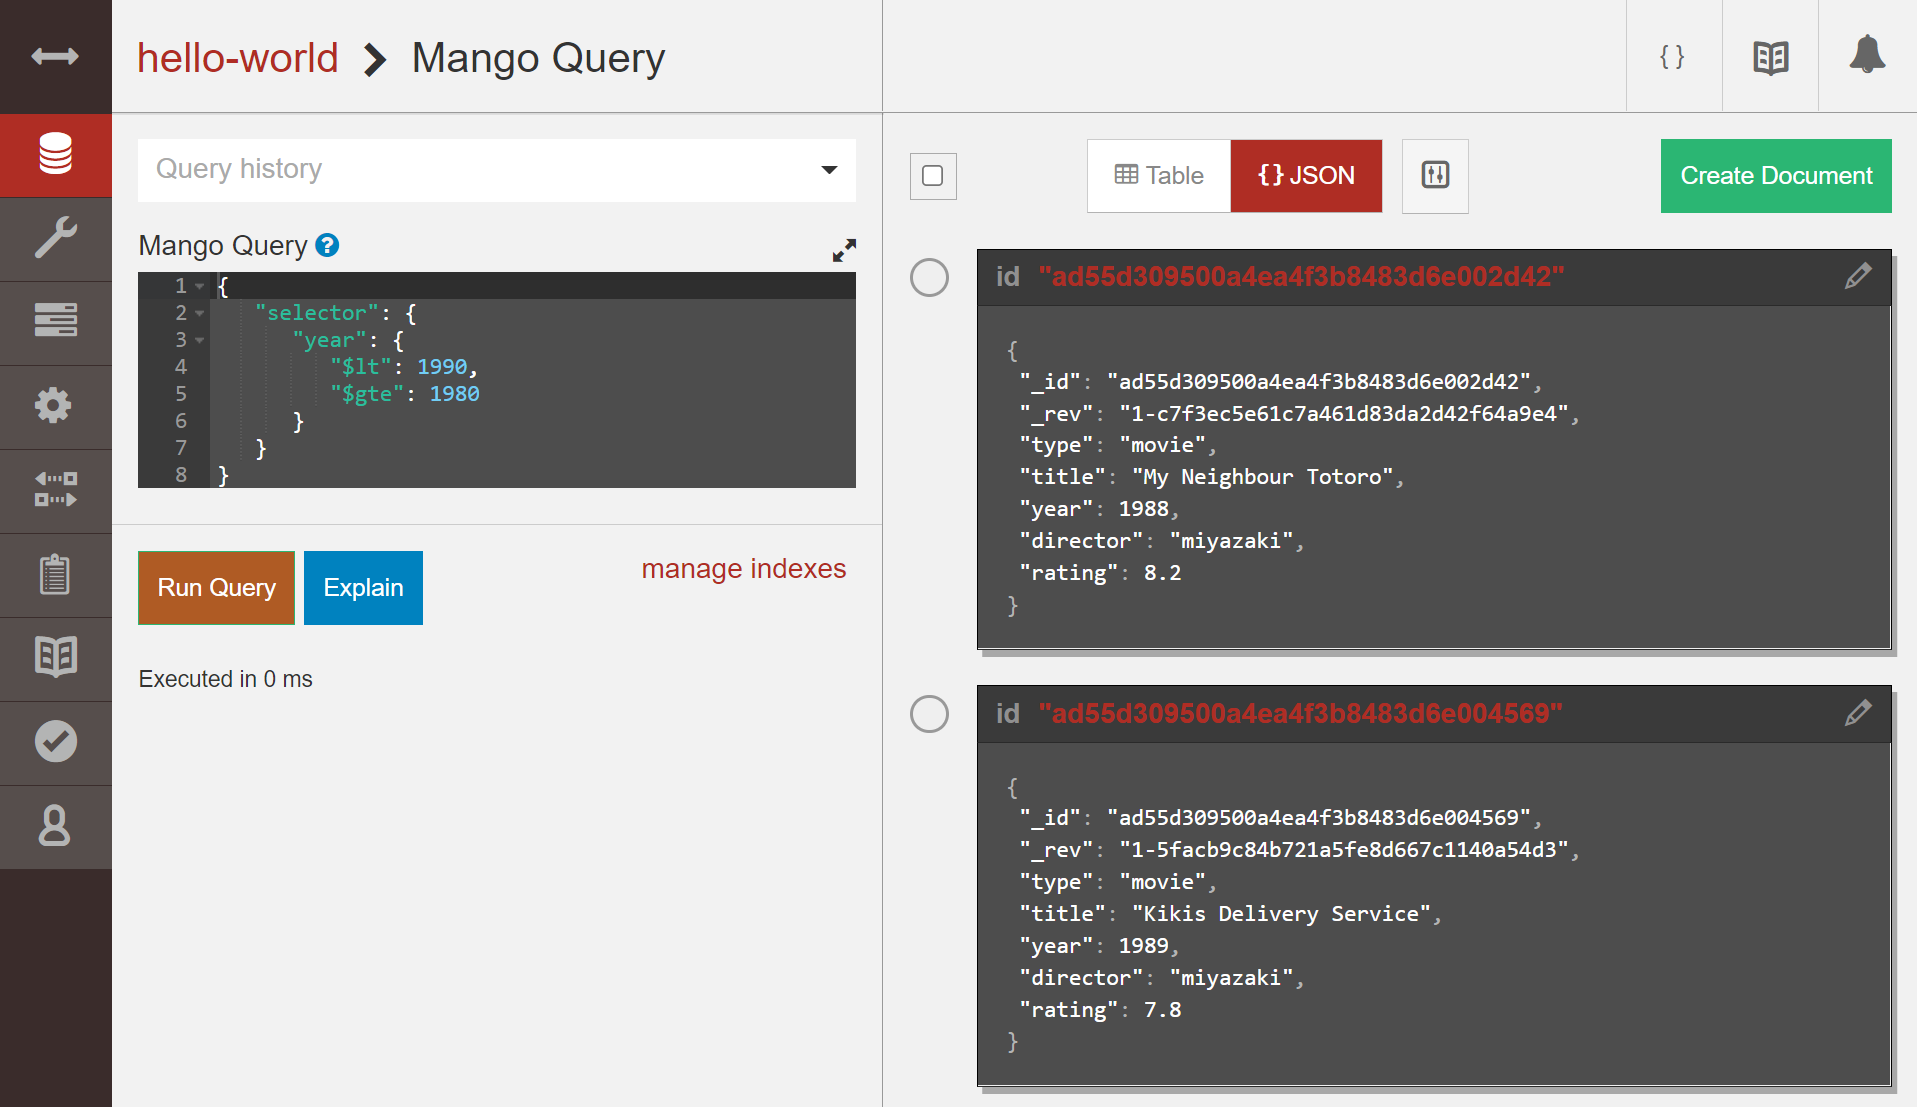 hello-world
Mango Query
{ }
Query history
Mango Query ?
1 {
2 "selector": {
3 "year": {
4 "$lt": 1990,
5 "$gte": 1980
6 }
7 }
8 }
Run Query
Explain
manage indexes
Executed in 0 ms
Table
{} JSON
Create Document
id "ad55d309500a4ea4f3b8483d6e002d42"
{
"_id": "ad55d309500a4ea4f3b8483d6e002d42",
"_rev": "1-c7f3ec5e61c7a461d83da2d42f64a9e4",
"type": "movie",
"title": "My Neighbour Totoro",
"year": 1988,
"director": "miyazaki",
"rating": 8.2
}
id "ad55d309500a4ea4f3b8483d6e004569"
{
"_id": "ad55d309500a4ea4f3b8483d6e004569",
"_rev": "1-5facb9c84b721a5fe8d667c1140a54d3",
"type": "movie",
"title": "Kikis Delivery Service",
"year": 1989,
"director": "miyazaki",
"rating": 7.8
}